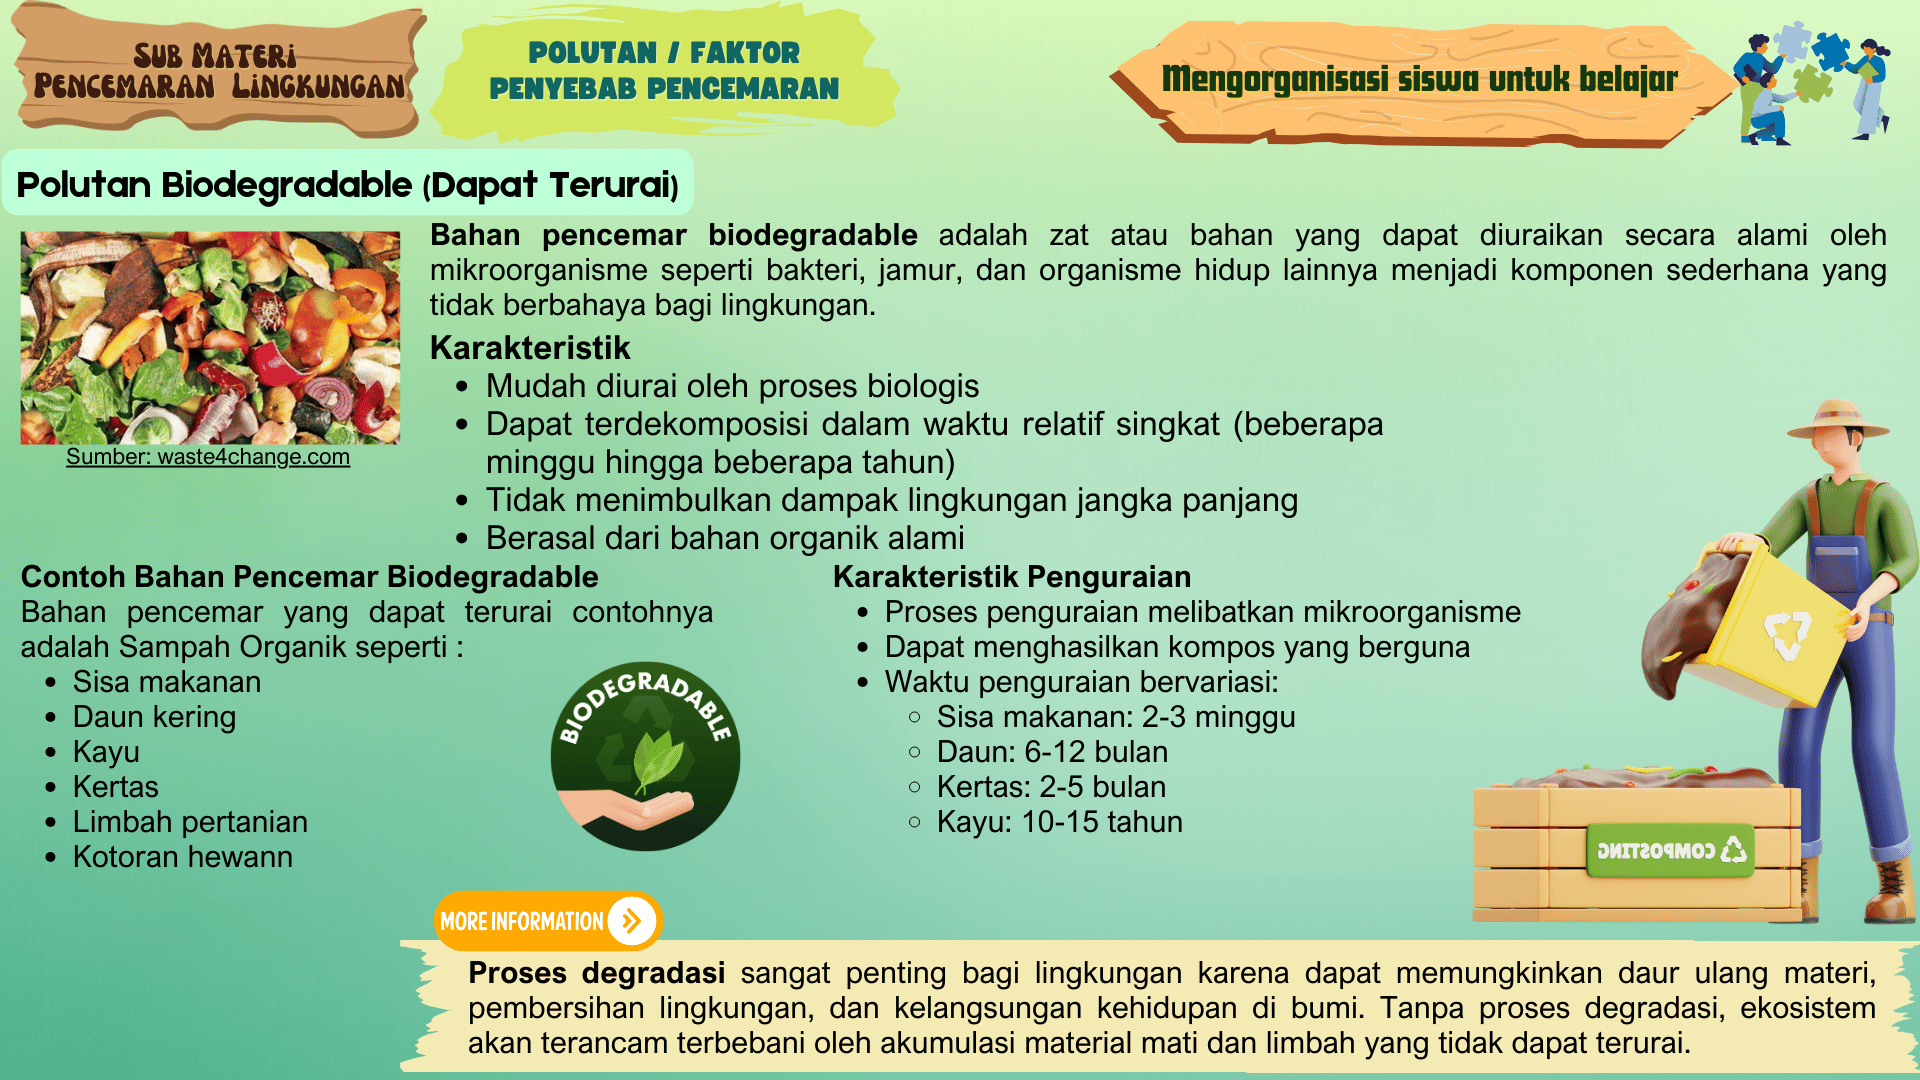 SUB MATERI
PENCEMARAN LINGKUNGAN
POLUTAN / FAKTOR
PENYEBAB PENCEMARAN
Mengorganisasi siswa untuk belajar
Polutan Biodegradable (Dapat Terurai)
Bahan pencemar biodegradable adalah zat atau bahan yang dapat diuraikan secara alami oleh
mikroorganisme seperti bakteri, jamur, dan organisme hidup lainnya menjadi komponen sederhana yang
tidak berbahaya bagi lingkungan.
Sumber: waste4change.com
Karakteristik
• Mudah diurai oleh proses biologis
• Dapat terdekomposisi dalam waktu relatif singkat (beberapa
minggu hingga beberapa tahun)
• Tidak menimbulkan dampak lingkungan jangka panjang
• Berasal dari bahan organik alami
Contoh Bahan Pencemar Biodegradable
Bahan pencemar yang dapat terurai contohnya
adalah Sampah Organik seperti :
• Sisa makanan
• Daun kering
• Kayu
• Kertas
• Limbah pertanian
• Kotoran hewann
BIODEGRADABLE
Karakteristik Penguraian
• Proses penguraian melibatkan mikroorganisme
• Dapat menghasilkan kompos yang berguna
• Waktu penguraian bervariasi:
○ Sisa makanan: 2-3 minggu
○ Daun: 6-12 bulan
○ Kertas: 2-5 bulan
○ Kayu: 10-15 tahun
COMPOSTING
MORE INFORMATION
Proses degradasi sangat penting bagi lingkungan karena dapat memungkinkan daur ulang materi,
pembersihan lingkungan, dan kelangsungan kehidupan di bumi. Tanpa proses degradasi, ekosistem
akan terancam terbebani oleh akumulasi material mati dan limbah yang tidak dapat terurai.